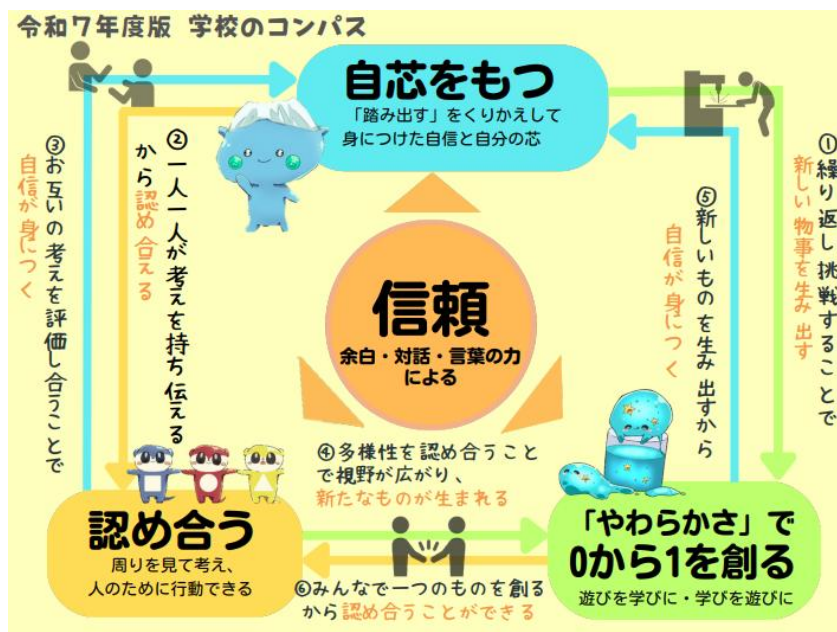 令和7年度版 学校のコンパス
自芯をもつ
「踏み出す」をくりかえして
身につけた自信と自分の芯
①繰り返し挑戦することで
新しい物事を生み出す
②一人一人が考えを持ち伝える
から認め合える
③お互いの考えを評価し合うことで
自信が身につく
⑤新しいものを生み出すから
自信が身につく
信頼
余白・対話・言葉の力
による
④多様性を認め合うこと
で視野が広がり、
新たなものが生まれる
認め合う
周りを見て考え、
人のために行動できる
「やわらかさ」で
0から1を創る
遊びを学びに・学びを遊びに
⑥みんなで一つのものを創る
から認め合うことができる